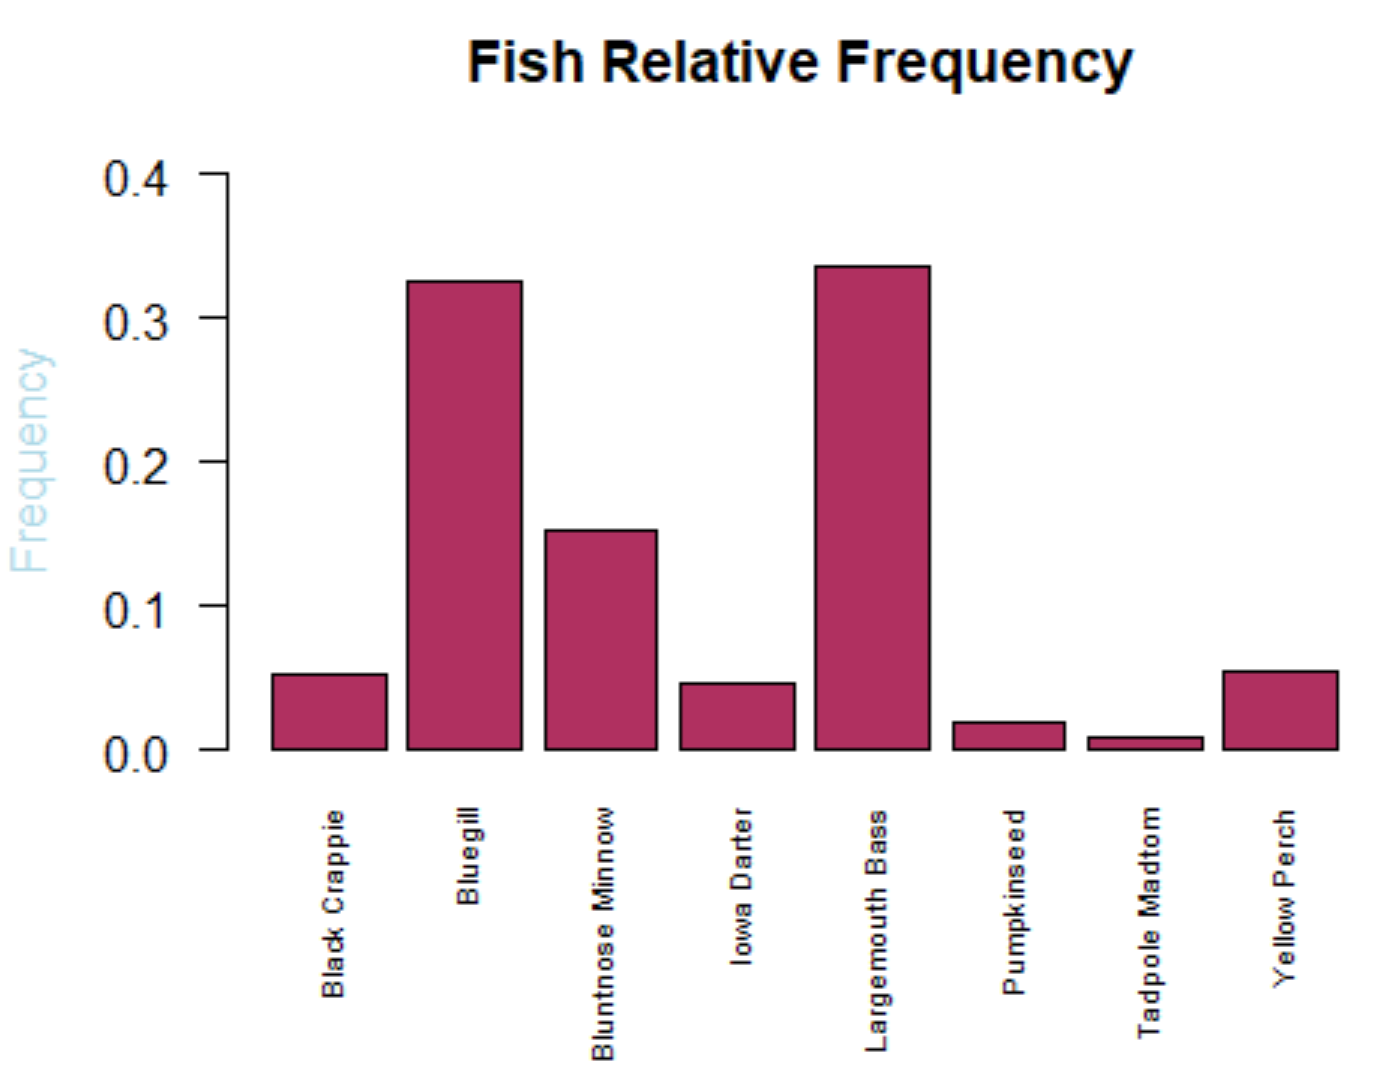 Fish Relative Frequency
Frequency
0.4
0.3
0.2
0.1
0.0
Black Crappie
Bluegill
Bluntnose Minnow
Iowa Darter
Largemouth Bass
Pumpkinseed
Tadpole Madtom
Yellow Perch